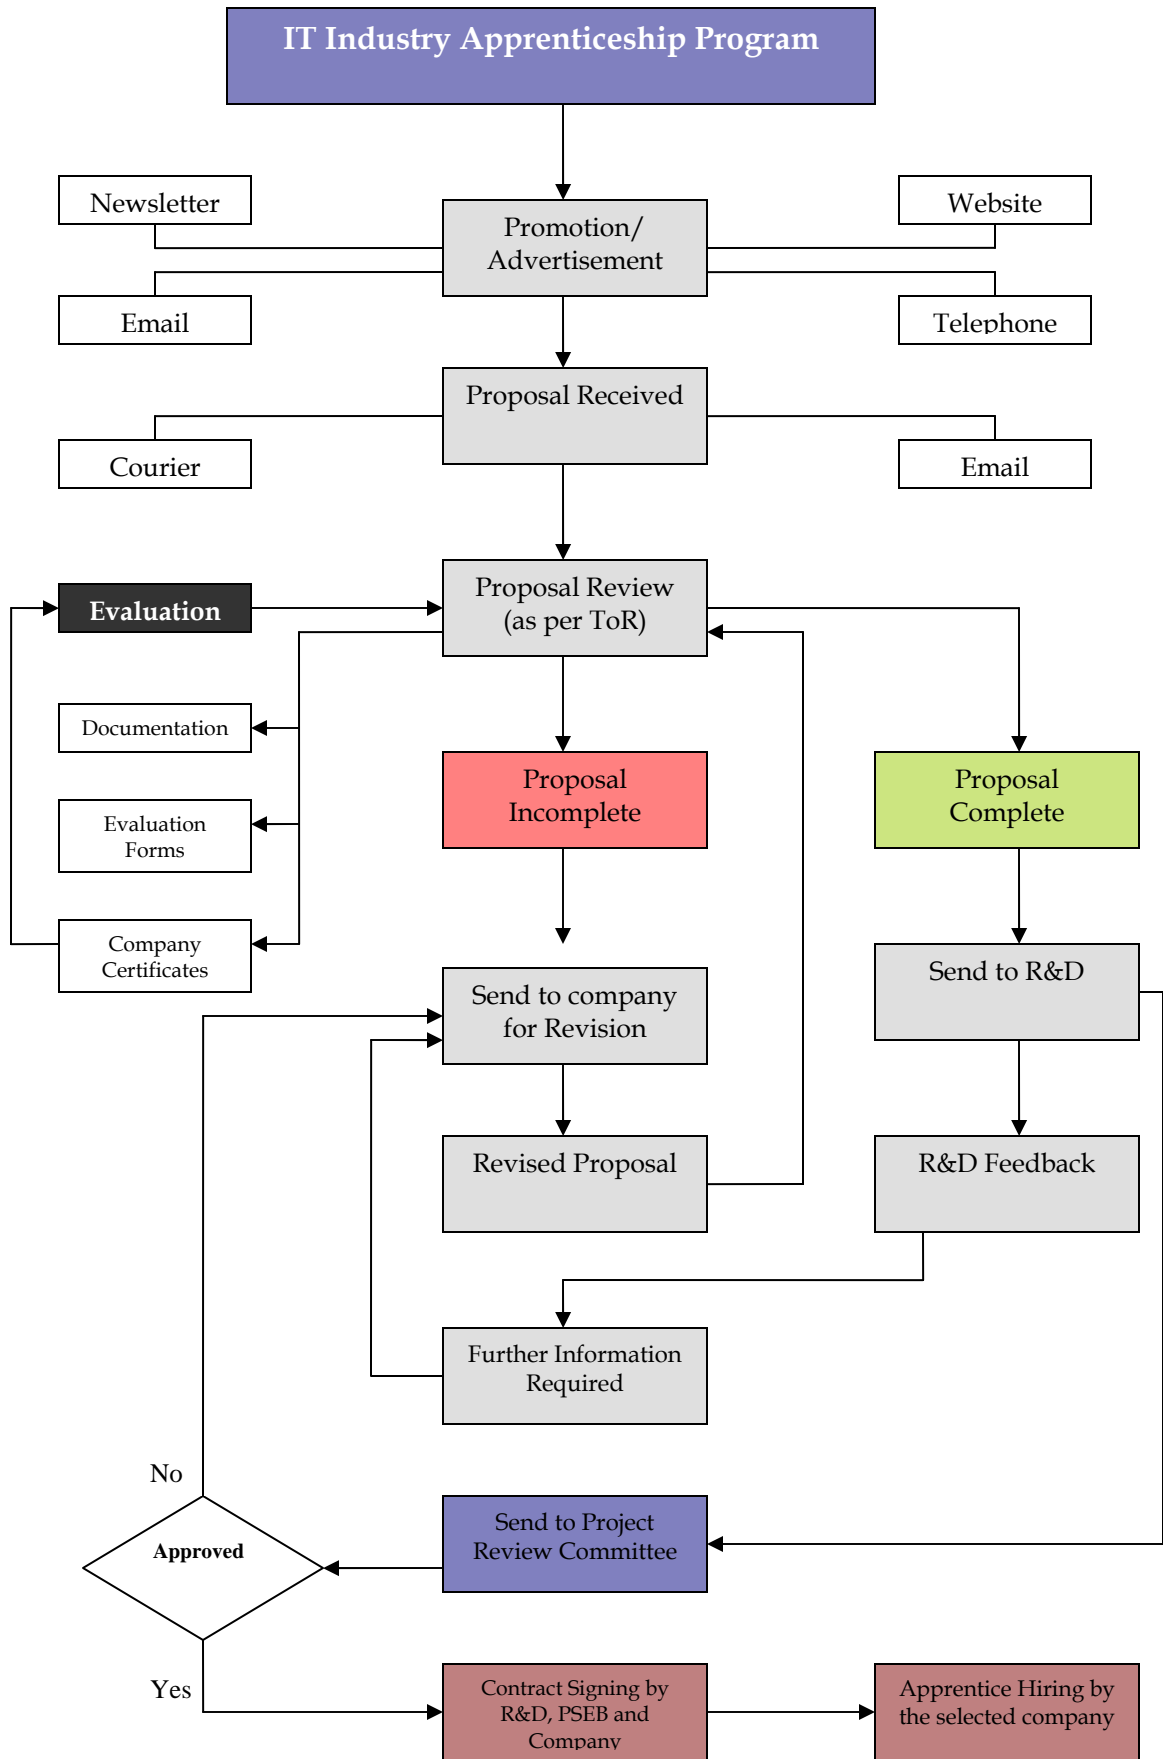 IT Industry Apprenticeship Program
Newsletter
Website
Promotion/
Advertisement
Email
Telephone
Proposal Received
Courier
Email
Evaluation
Proposal Review
(as per ToR)
Documentation
Proposal
Incomplete
Proposal
Complete
Evaluation
Forms
Company
Certificates
Send to R&D
Send to company
for Revision
Revised Proposal
R&D Feedback
Further Information
Required
No
Approved
Send to Project
Review Committee
Yes
Contract Signing by
R&D, PSEB and
Company
Apprentice Hiring by
the selected company